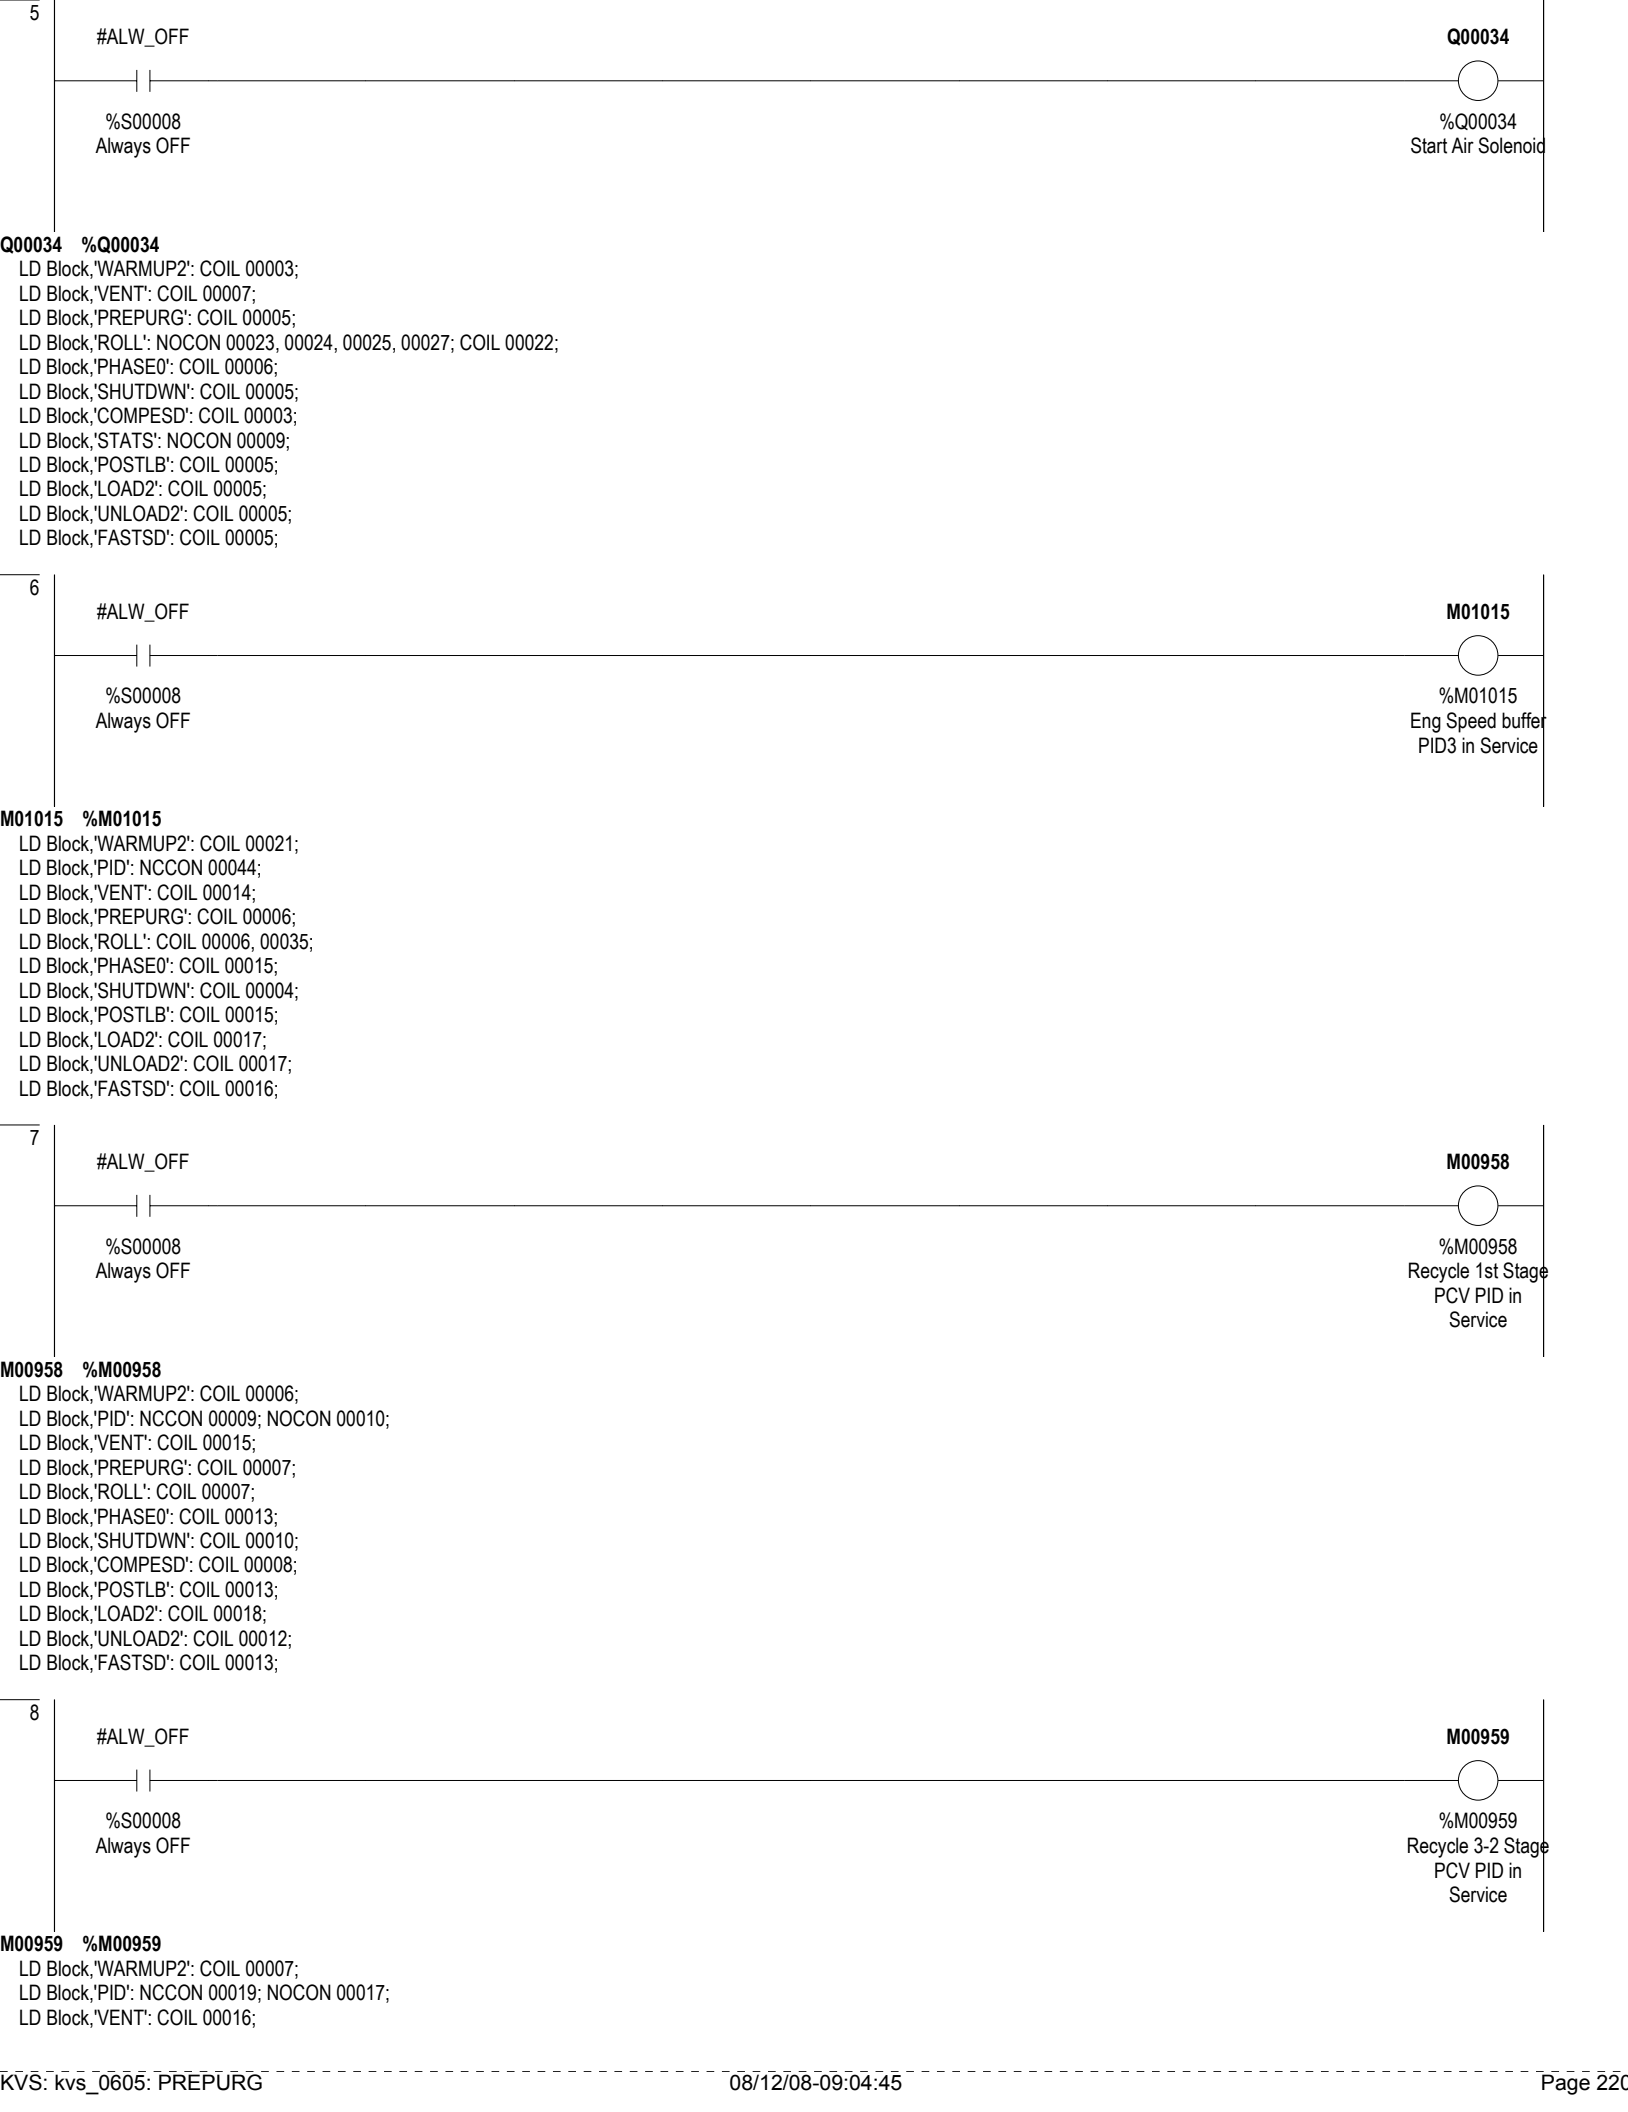 5
#ALW_OFF Q00034
%S00008 %Q00034
Always OFF Start Air Solenoid
Q00034 %Q00034
LD Block,'WARMUP2': COIL 00003;
LD Block,'VENT': COIL 00007;
LD Block,'PREPURG': COIL 00005;
LD Block,'ROLL': NOCON 00023, 00024, 00025, 00027; COIL 00022;
LD Block,'PHASE0': COIL 00006;
LD Block,'SHUTDWN': COIL 00005;
LD Block,'COMPESD': COIL 00003;
LD Block,'STATS': NOCON 00009;
LD Block,'POSTLB': COIL 00005;
LD Block,'LOAD2': COIL 00005;
LD Block,'UNLOAD2': COIL 00005;
LD Block,'FASTSD': COIL 00005;
6
#ALW_OFF M01015
%S00008 %M01015
Always OFF Eng Speed buffer
PID3 in Service
M01015 %M01015
LD Block,'WARMUP2': COIL 00021;
LD Block,'PID': NCCON 00044;
LD Block,'VENT': COIL 00014;
LD Block,'PREPURG': COIL 00006;
LD Block,'ROLL': COIL 00006, 00035;
LD Block,'PHASE0': COIL 00015;
LD Block,'SHUTDWN': COIL 00004;
LD Block,'POSTLB': COIL 00015;
LD Block,'LOAD2': COIL 00017;
LD Block,'UNLOAD2': COIL 00017;
LD Block,'FASTSD': COIL 00016;
7
#ALW_OFF M00958
%S00008 %M00958
Always OFF Recycle 1st Stage
PCV PID in
Service
M00958 %M00958
LD Block,'WARMUP2': COIL 00006;
LD Block,'PID': NCCON 00009; NOCON 00010;
LD Block,'VENT': COIL 00015;
LD Block,'PREPURG': COIL 00007;
LD Block,'ROLL': COIL 00007;
LD Block,'PHASE0': COIL 00013;
LD Block,'SHUTDWN': COIL 00010;
LD Block,'COMPESD': COIL 00008;
LD Block,'POSTLB': COIL 00013;
LD Block,'LOAD2': COIL 00018;
LD Block,'UNLOAD2': COIL 00012;
LD Block,'FASTSD': COIL 00013;
8
#ALW_OFF M00959
%S00008 %M00959
Always OFF Recycle 3-2 Stage
PCV PID in
Service
M00959 %M00959
LD Block,'WARMUP2': COIL 00007;
LD Block,'PID': NCCON 00019; NOCON 00017;
LD Block,'VENT': COIL 00016;
KVS: kvs_0605: PREPURG 08/12/08-09:04:45 Page 220